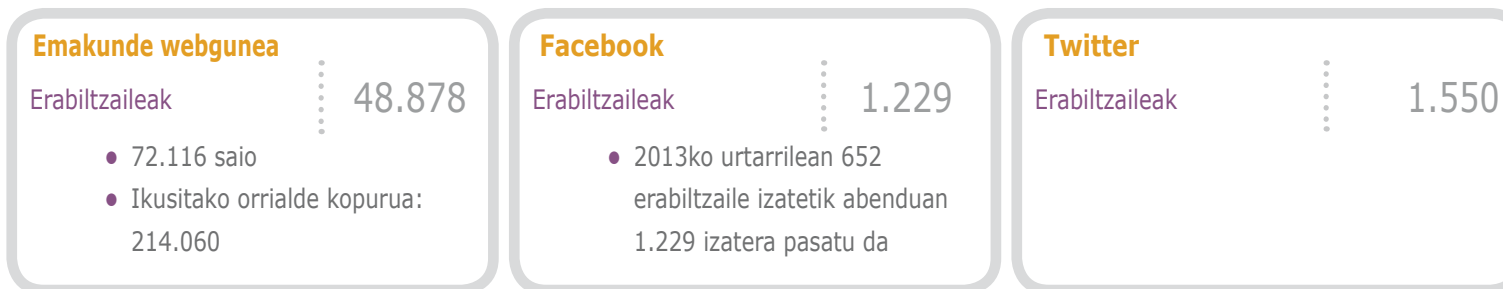 Emakunde webgunea
Erabiltzaileak 48.878
• 72.116 saio
• Ikusitako orrialde kopurua:
214.060
Facebook
Erabiltzaileak 1.229
• 2013ko urtarrilean 652
erabiltzaile izatetik abenduan
1.229 izatera pasatu da
Twitter
Erabiltzaileak 1.550